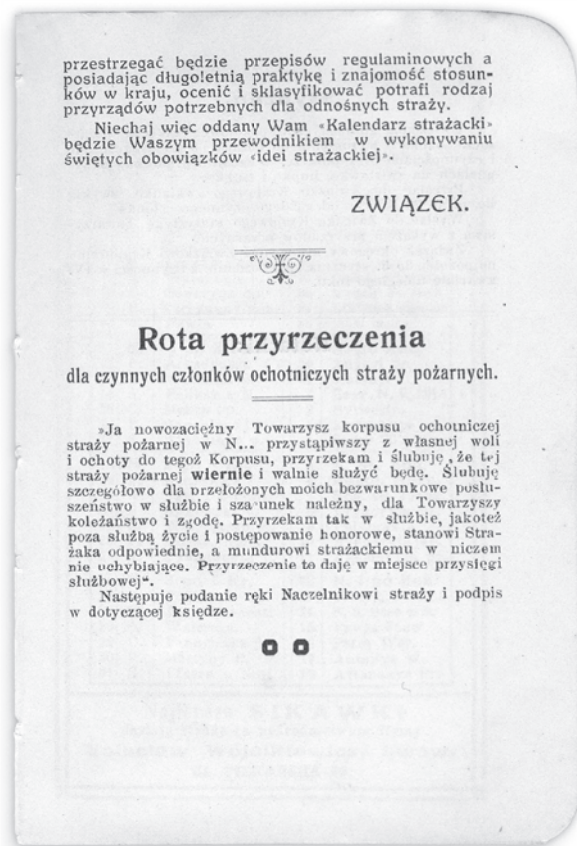 przestrzegać będzie przepisów regulaminowych a
posiadając długoletnią praktykę i znajomość stosun-
ków w kraju, ocenić i sklasyfikować potrafi rodzaj
przyrządów potrzebnych dla odnośnych straży.
Niechaj więc oddany Wam «Kalendarz strażacki»
będzie Waszym przewodnikiem w wykonywaniu
świętych obowiązków «idei strażackiej».
ZWIĄZEK.
Rota przyrzeczenia
dla czynnych członków ochotniczych straży pożarnych.
»Ja nowozaciężny Towarzysz korpusu ochotniczej
straży pożarnej w N... przystąpiwszy z własnej woli
i ochoty do tegoż Korpusu, przyrzekam i ślubuję, że tej
straży pożarnej wiernie i walnie służyć będę. Ślubuję
szczegółowo dla przełożonych moich bezwarunkowe posłu-
szeństwo w służbie i szacunek należny, dla Towarzyszy
koleżaństwo i zgodę. Przyrzekam tak w służbie, jakoteż
poza służbą życie i postępowanie honorowe, stanowi Stra-
żaka odpowiednie, a mundurowi strażackiemu w niczem
nie uchybiające. Przyrzeczenie to daję w miejsce przysięgi
służbowej“.
Następuje podanie ręki Naczelnikowi straży i podpis
w dotyczącej księdze.